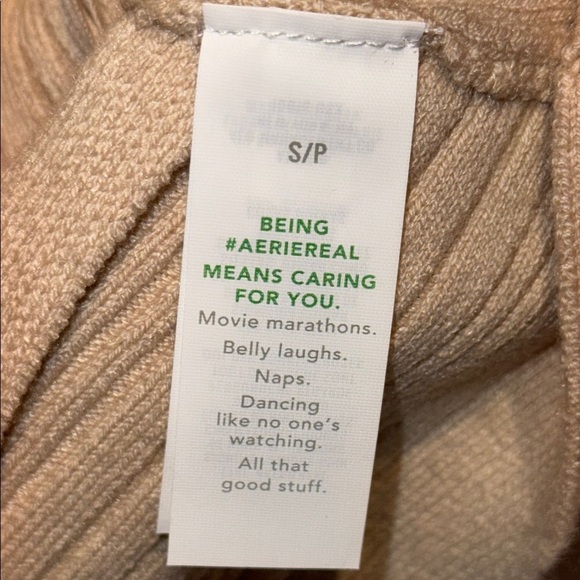 S/P
BEING
#AERIEREAL
MEANS CARING
FOR YOU.
Movie marathons.
Belly laughs.
Naps.
Dancing
like no one's
watching.
All that
good stuff.